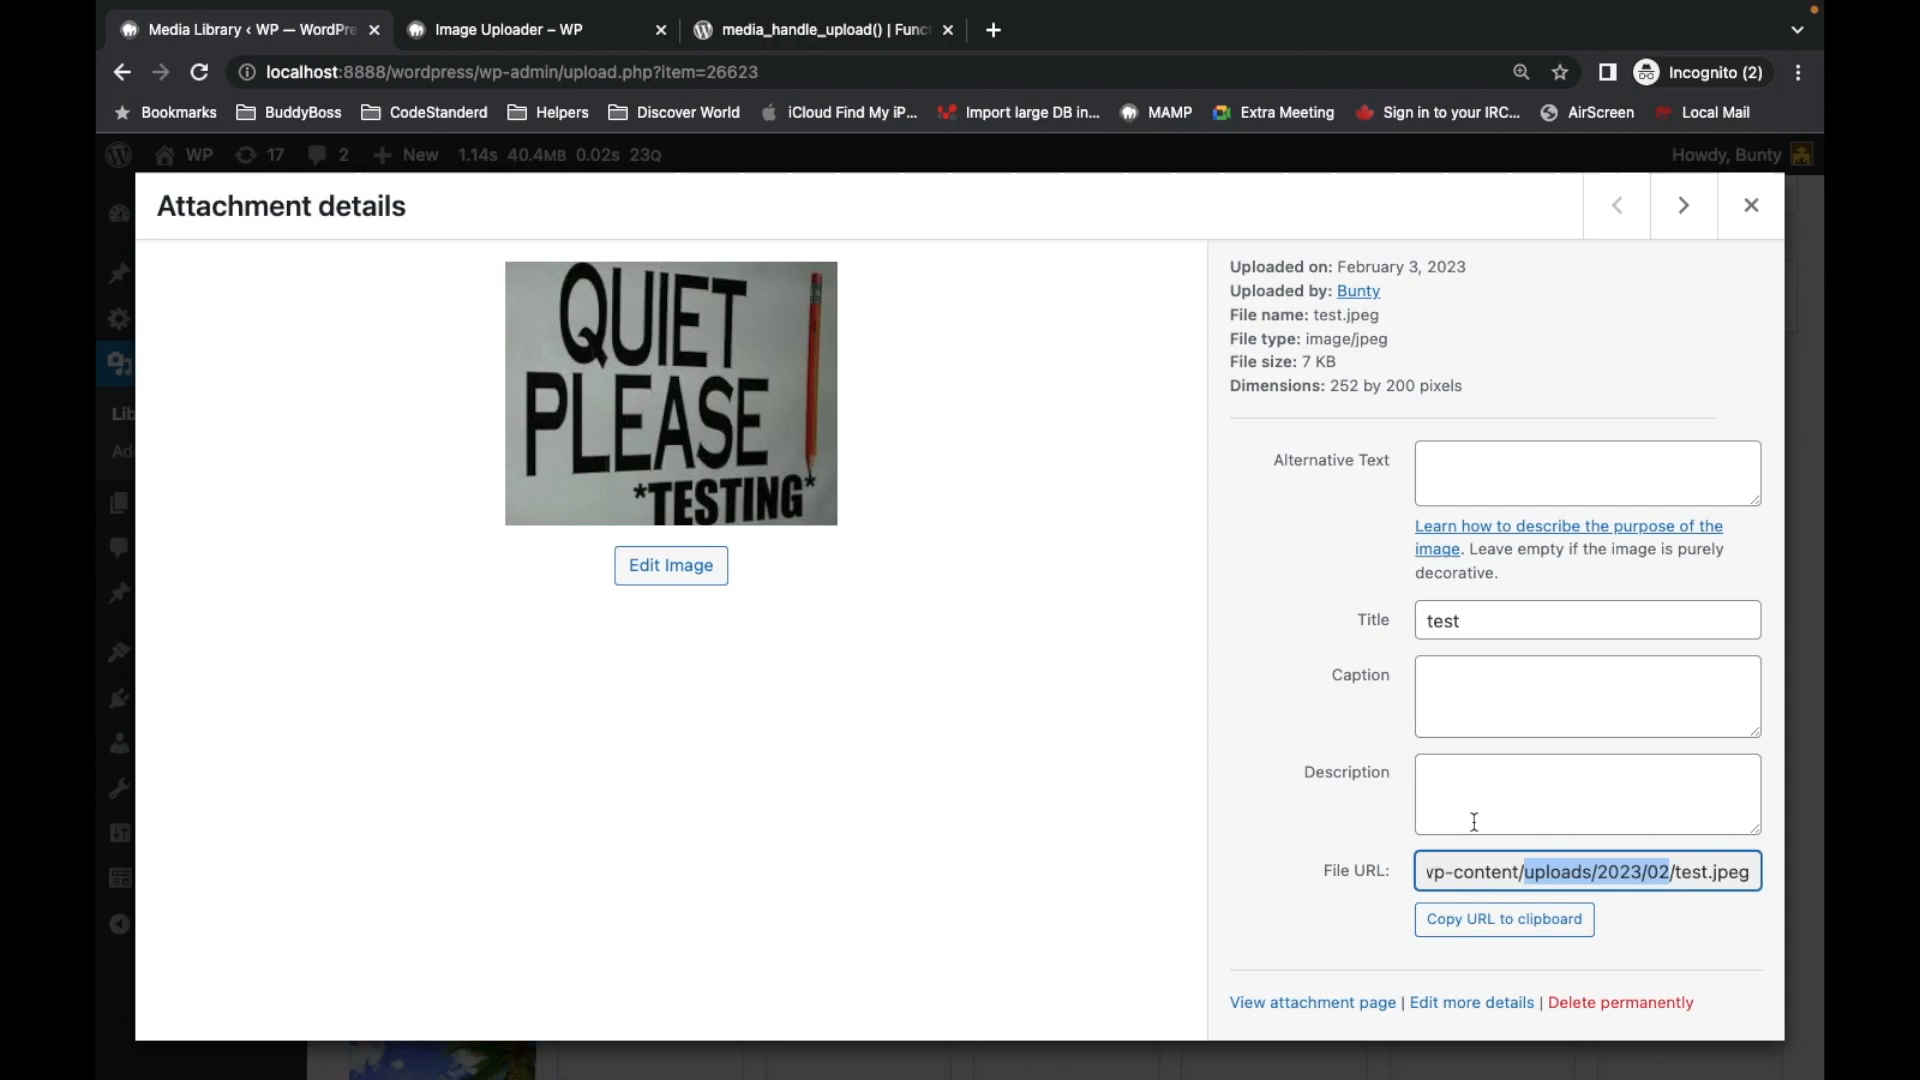 Media Library ‹ WP — WordPre
Image Uploader – WP
media_handle_upload() | Func
localhost:8888/wordpress/wp-admin/upload.php?item=26623
Incognito (2)
Bookmarks
BuddyBoss
CodeStanderd
Helpers
Discover World
iCloud Find My iP...
Import large DB in...
MAMP
Extra Meeting
Sign in to your IRC...
AirScreen
Local Mail
WP
17
2
New
1.14s 40.4MB 0.02s 23Q
Howdy, Bunty
Attachment details
QUIET
PLEASE
*TESTING*
Edit Image
Uploaded on: February 3, 2023
Uploaded by: Bunty
File name: test.jpeg
File type: image/jpeg
File size: 7 KB
Dimensions: 252 by 200 pixels
Lib
Ad
Alternative Text
Learn how to describe the purpose of the
image. Leave empty if the image is purely
decorative.
Title
test
Caption
Description
File URL:
wp-content/uploads/2023/02/test.jpeg
Copy URL to clipboard
View attachment page | Edit more details | Delete permanently